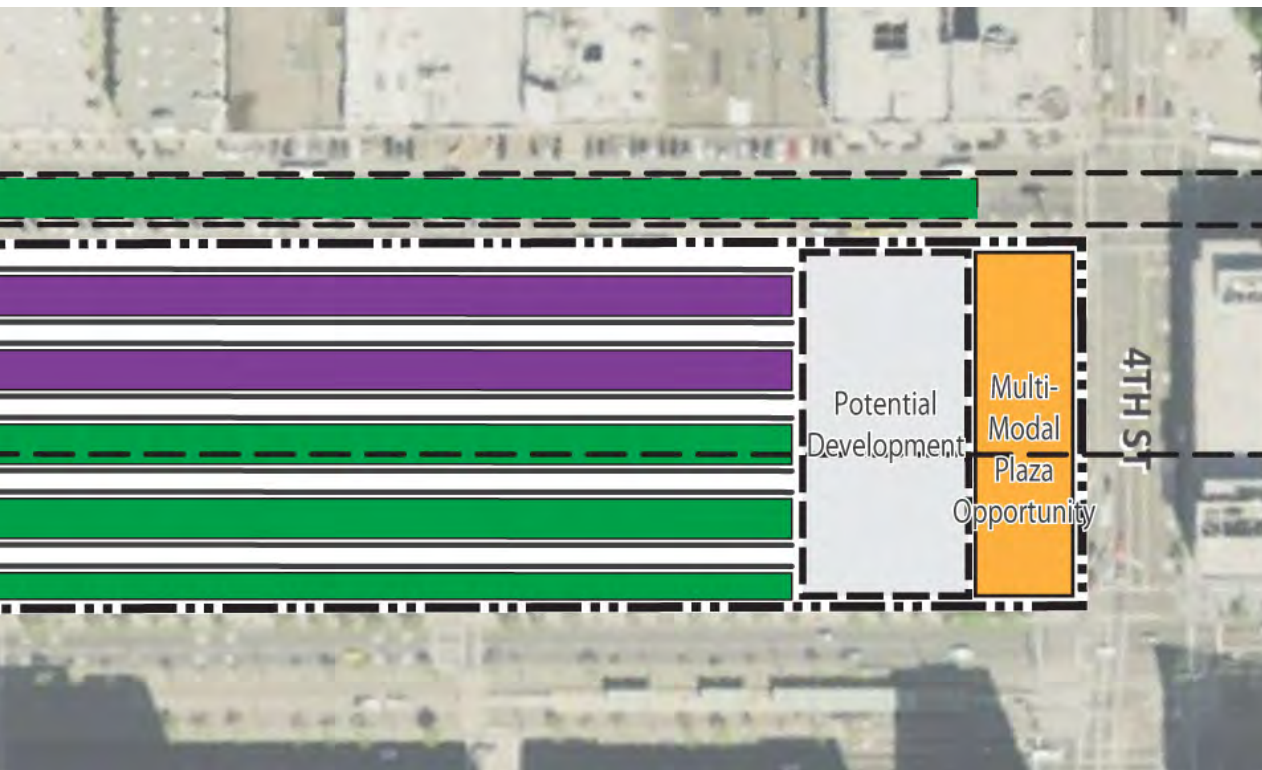 Potential
Development
Multi-
Modal
Plaza
Opportunity
4TH ST